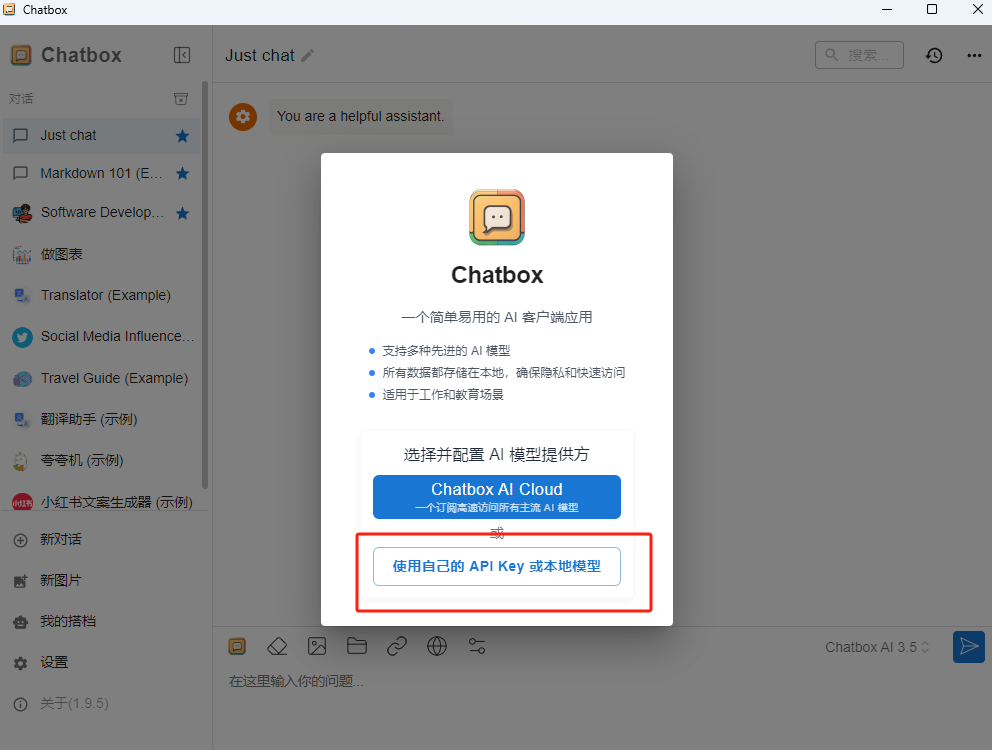 Chatbox
Chatbox
对话
Just chat
Markdown 101 (E...
Software Develop...
做图表
Translator (Example)
Social Media Influence...
Travel Guide (Example)
翻译助手 (示例)
夸夸机 (示例)
小红书
小红书文案生成器 (示例)
新对话
新图片
我的搭档
设置
关于(1.9.5)
Just chat
搜索...
You are a helpful assistant.
Chatbox
一个简单易用的 AI 客户端应用
支持多种先进的 AI 模型
所有数据都存储在本地，确保隐私和快速访问
适用于工作和教育场景
选择并配置 AI 模型提供方
Chatbox AI Cloud
一个订阅高速访问所有主流 AI 模型
或
使用自己的 API Key 或本地模型
Chatbox AI 3.5
在这里输入你的问题...